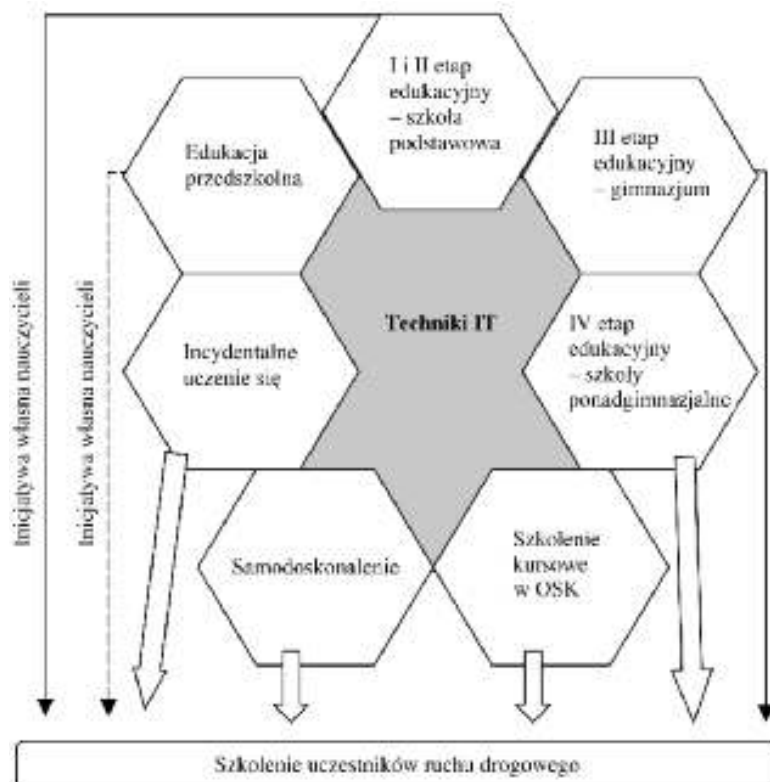 I i II etap
edukacyjny
– szkoła
podstawowa
Edukacja
przedszkolna
III etap
edukacyjny
– gimnazjum
Techniki IT
Incydentalne
uczenie się
IV etap
edukacyjny
– szkoły
ponadgimnazjalne
Inicjatywa własna nauczycieli
Inicjatywa własna nauczycieli
Samodoskonalenie
Szkolenie
kursowe
w OSK
Szkolenie uczestników ruchu drogowego